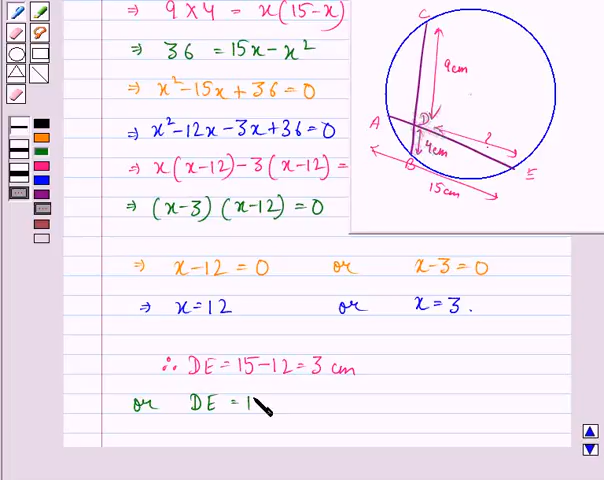 ⇒ 9 × 4 = x(15-x)
⇒ 36 = 15x - x²
⇒ x² - 15x + 36 = 0
⇒ x² - 12x - 3x + 36 = 0
⇒ x(x-12) - 3(x-12) =
⇒ (x-3)(x-12) = 0
⇒ x-12 = 0 or x-3 = 0
⇒ x = 12 or x = 3.
∴ DE = 15-12 = 3 cm
or DE = 1
C
9cm
A
D
?
4cm
B
E
15cm